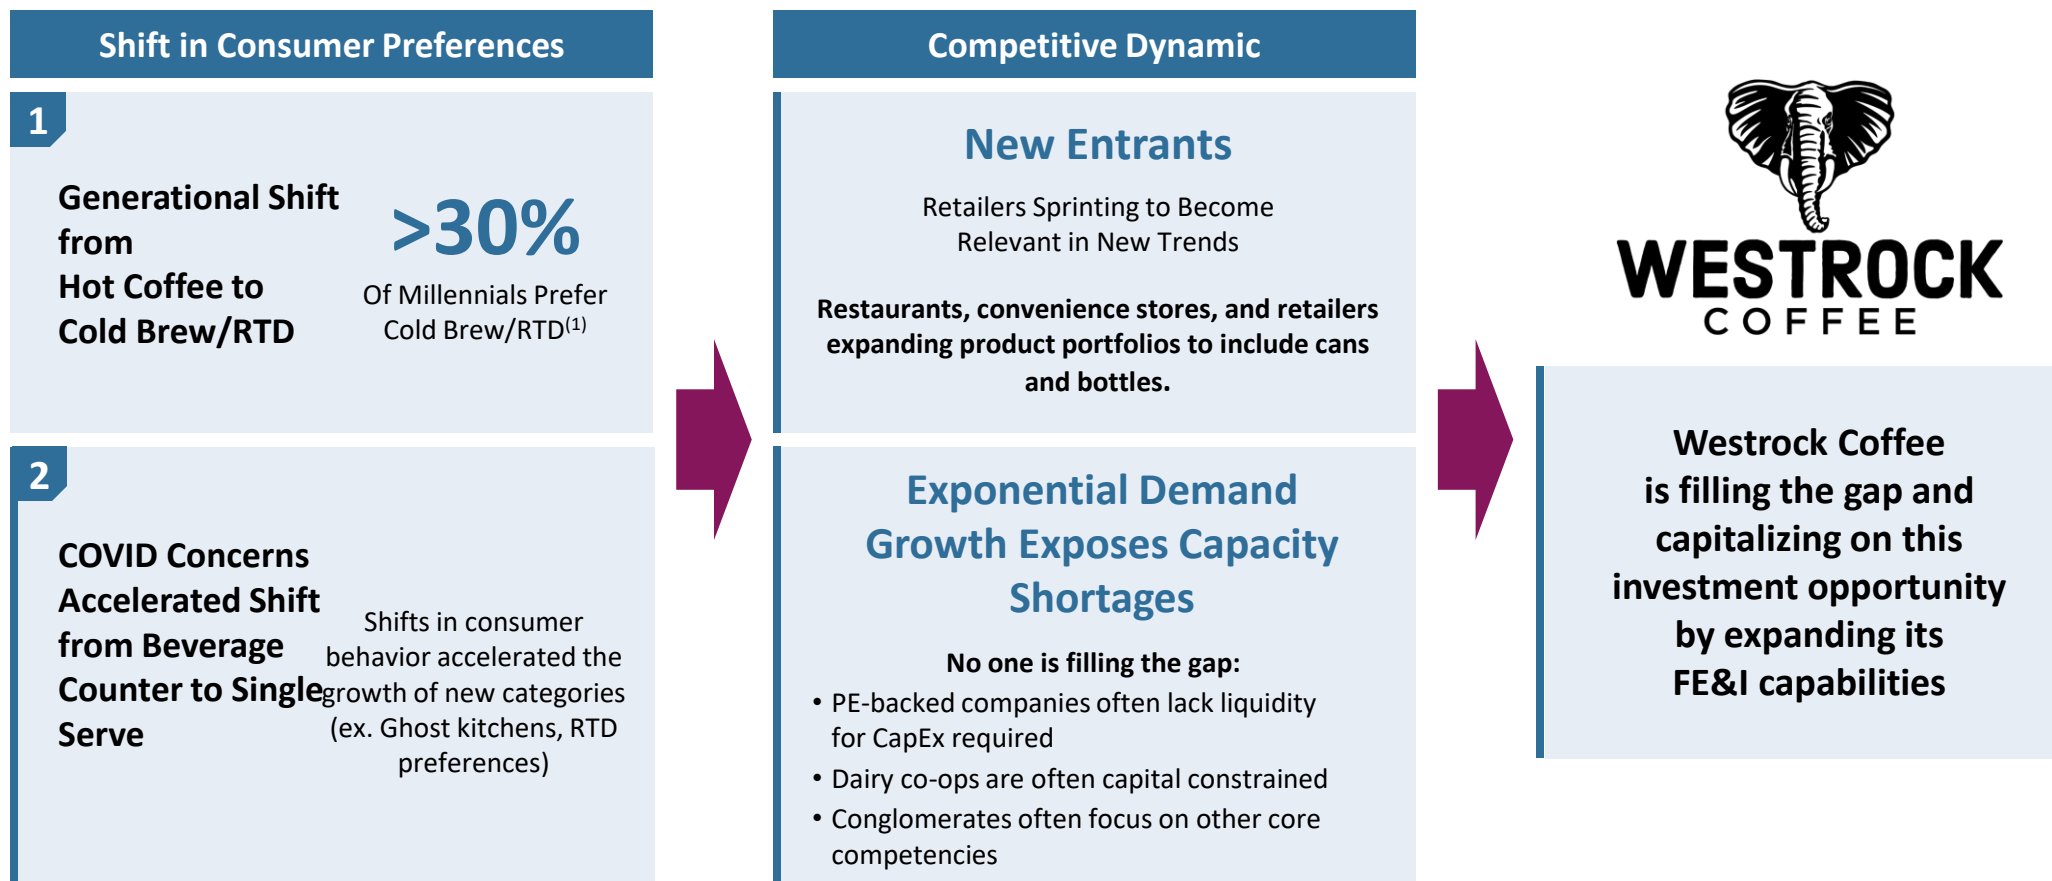 Shift in Consumer Preferences
1
Generational Shift
from
Hot Coffee to
Cold Brew/RTD
>30%
Of Millennials Prefer
Cold Brew/RTD(1)
2
COVID Concerns
Accelerated Shift
from Beverage
Counter to Single
Serve
Shifts in consumer
behavior accelerated the
growth of new categories
(ex. Ghost kitchens, RTD
preferences)
Competitive Dynamic
New Entrants
Retailers Sprinting to Become
Relevant in New Trends
Restaurants, convenience stores, and retailers
expanding product portfolios to include cans
and bottles.
Exponential Demand
Growth Exposes Capacity
Shortages
No one is filling the gap:
• PE-backed companies often lack liquidity
for CapEx required
• Dairy co-ops are often capital constrained
• Conglomerates often focus on other core
competencies
WESTROCK
COFFEE
Westrock Coffee
is filling the gap and
capitalizing on this
investment opportunity
by expanding its
FE&I capabilities